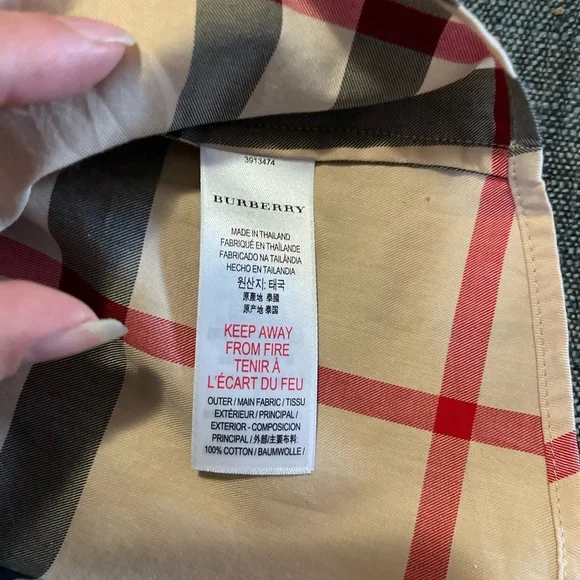 3913474
BURBERRY
MADE IN THAILAND
FABRIQUÉ EN THAÏLANDE
FABRICADO NA TAILÂNDIA
HECHO EN TAILANDIA
원산지: 태국
原產地 泰國
原产地 泰国
KEEP AWAY
FROM FIRE
TENIR À
L'ÉCART DU FEU
OUTER / MAIN FABRIC / TISSU
EXTÉRIEUR / PRINCIPAL /
EXTERIOR - COMPOSICIÓN
PRINCIPAL / 外部/主要布料:
100% COTTON / BAUMWOLLE /